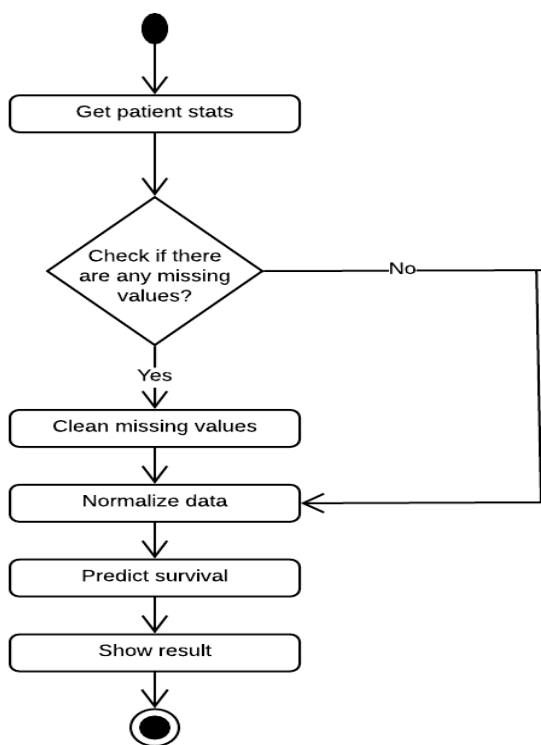 Get patient stats
Check if there
are any missing
values?
No
Yes
Clean missing values
Normalize data
Predict survival
Show result